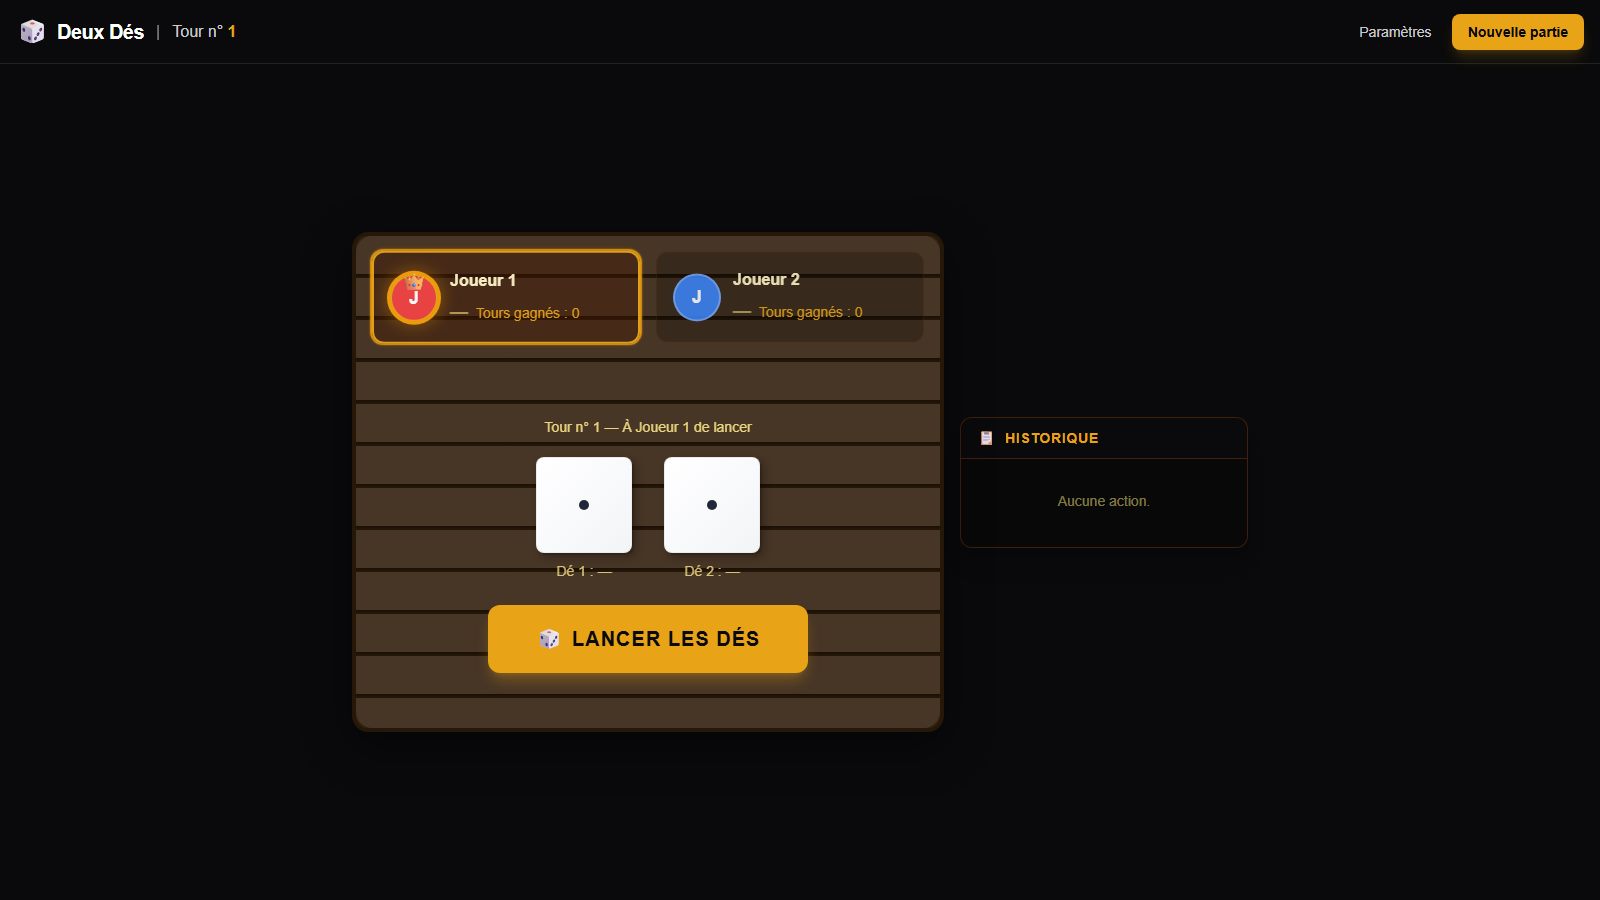 Deux Dés | Tour n° 1
Paramètres
Nouvelle partie
J
Joueur 1
— Tours gagnés : 0
J
Joueur 2
— Tours gagnés : 0
Tour n° 1 — À Joueur 1 de lancer
Dé 1 : —
Dé 2 : —
LANCER LES DÉS
HISTORIQUE
Aucune action.